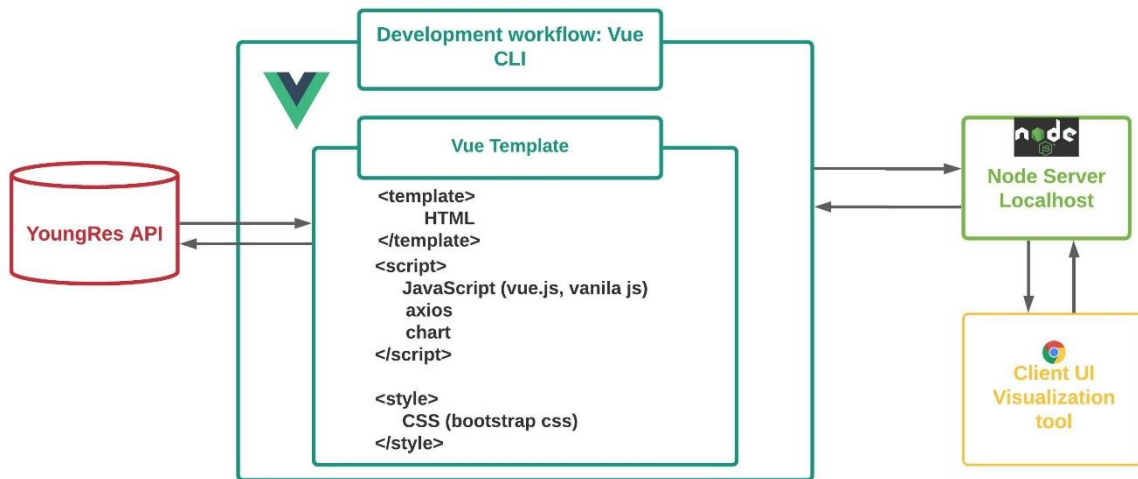 Development workflow: Vue
CLI
Vue Template
<template>
HTML
</template>
<script>
JavaScript (vue.js, vanila js)
axios
chart
</script>
<style>
CSS (bootstrap css)
</style>
YoungRes API
node
JS
Node Server
Localhost
Client UI
Visualization
tool